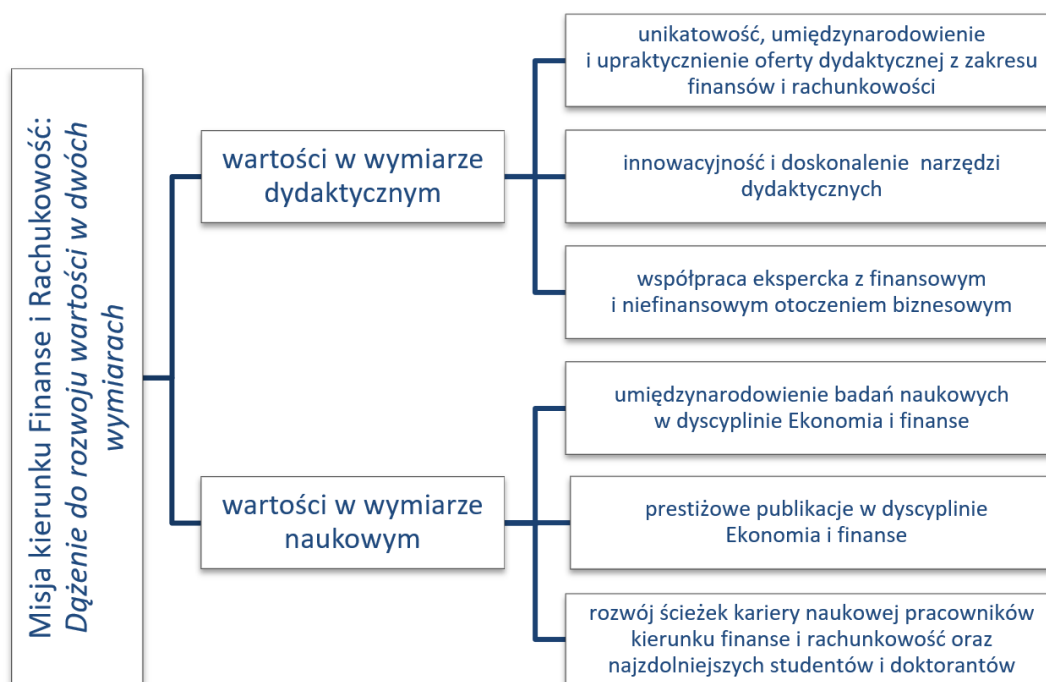 Misja kierunku Finanse i Rachukowość:
Dążenie do rozwoju wartości w dwóch
wymiarach
wartości w wymiarze
dydaktycznym
unikatowość, umiędzynarodowienie
i upraktycznienie oferty dydaktycznej z zakresu
finansów i rachunkowości
innowacyjność i doskonalenie narzędzi
dydaktycznych
współpraca ekspercka z finansowym
i niefinansowym otoczeniem biznesowym
wartości w wymiarze
naukowym
umiędzynarodowienie badań naukowych
w dyscyplinie Ekonomia i finanse
prestiżowe publikacje w dyscyplinie
Ekonomia i finanse
rozwój ścieżek kariery naukowej pracowników
kierunku finanse i rachunkowość oraz
najzdolniejszych studentów i doktorantów